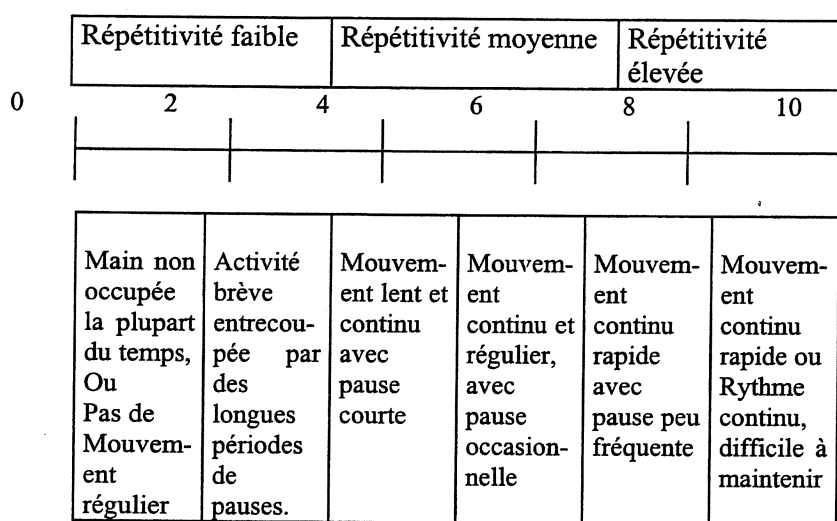 Répétitivité faible
Répétitivité moyenne
Répétitivité
élevée
0 2 4 6 8 10
Main non
occupée
la plupart
du temps,
Ou
Pas de
Mouvem-
ent
régulier
Activité
brève
entrecou-
pée par
des
longues
périodes
de
pauses.
Mouvem-
ent lent et
continu
avec
pause
courte
Mouvem-
ent
continu et
régulier,
avec
pause
occasion-
nelle
Mouvem-
ent
continu
rapide
avec
pause peu
fréquente
Mouvem-
ent
continu
rapide ou
Rythme
continu,
difficile à
maintenir